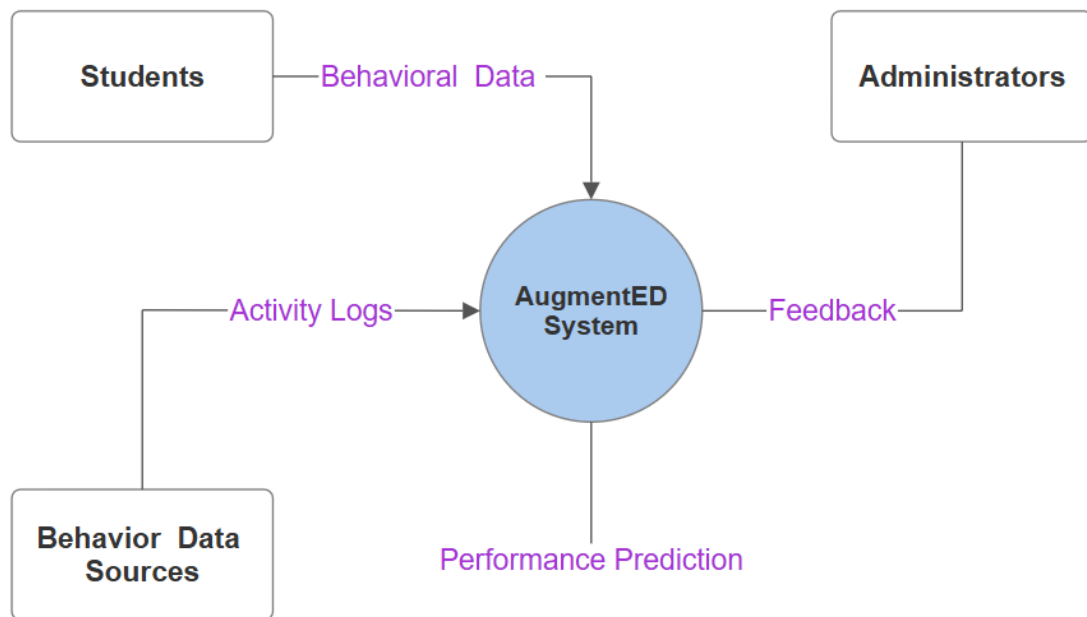 Students
Behavioral Data
Administrators
AugmentED
System
Activity Logs
Feedback
Behavior Data
Sources
Performance Prediction